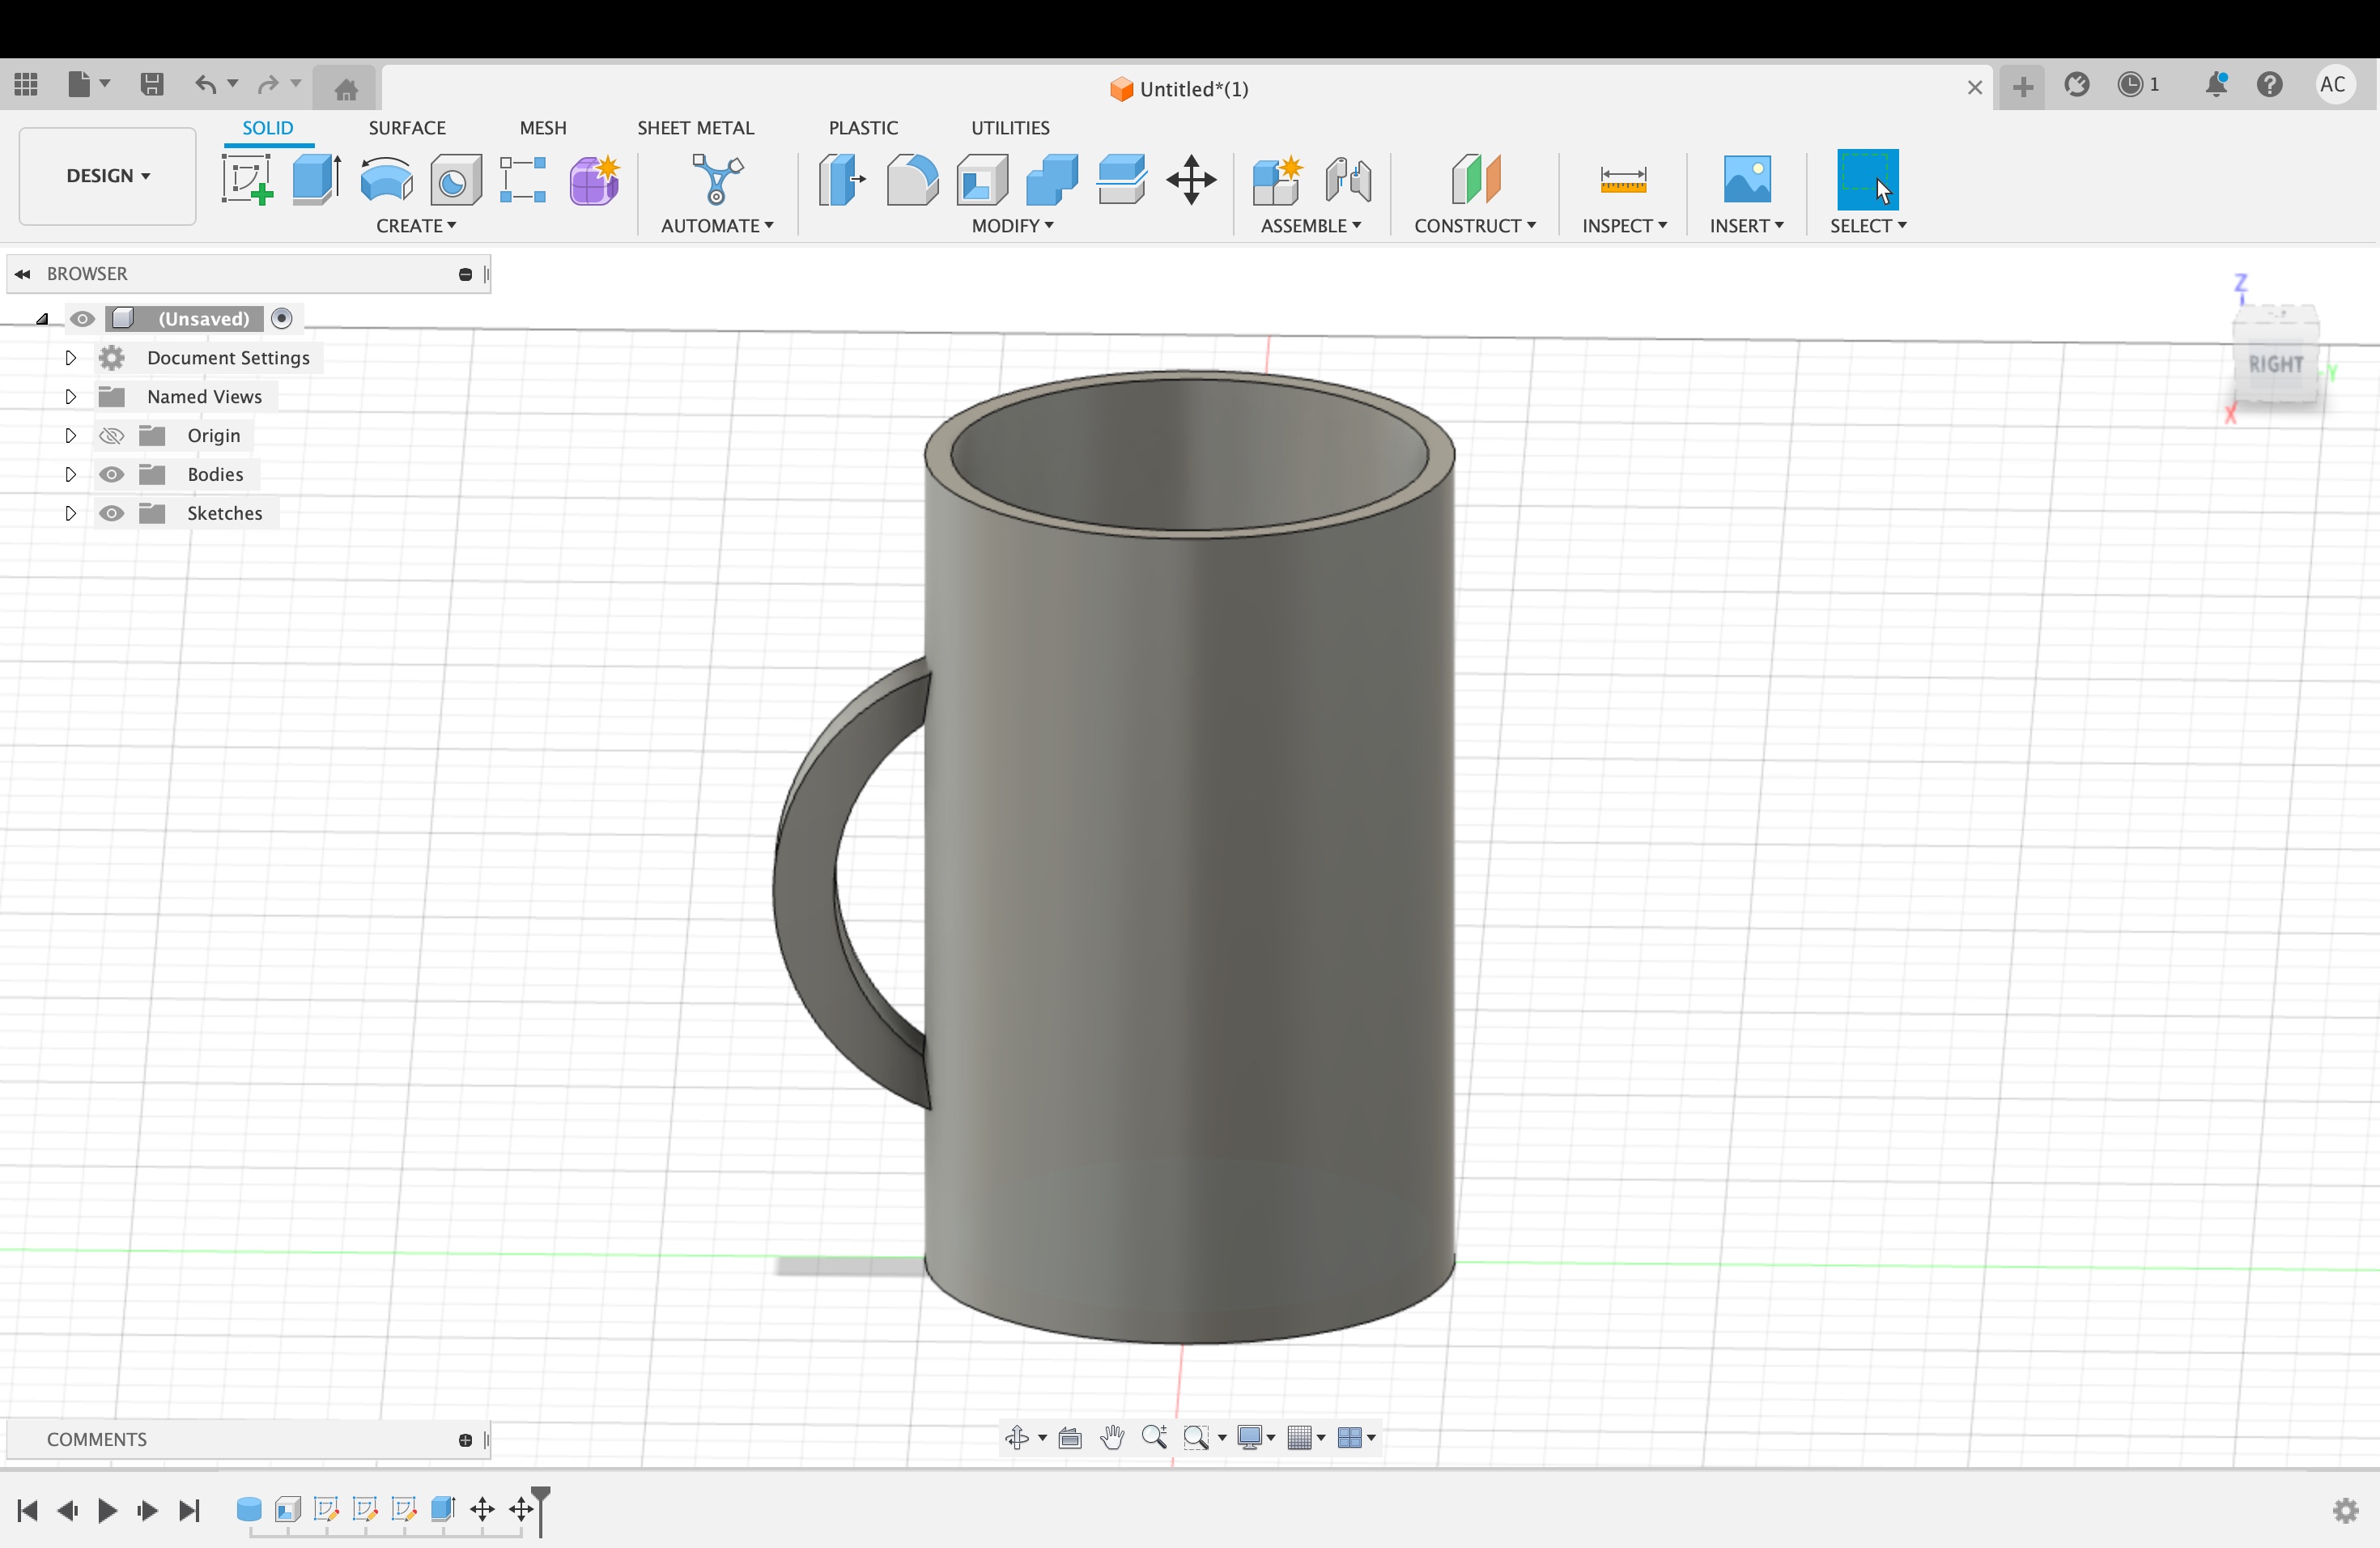 Untitled*(1)
1
AC
SOLID SURFACE MESH SHEET METAL PLASTIC UTILITIES
DESIGN
CREATE AUTOMATE MODIFY ASSEMBLE CONSTRUCT INSPECT INSERT SELECT
BROWSER
(Unsaved)
Document Settings
Named Views
Origin
Bodies
Sketches
Z
RIGHT
Y
X
COMMENTS